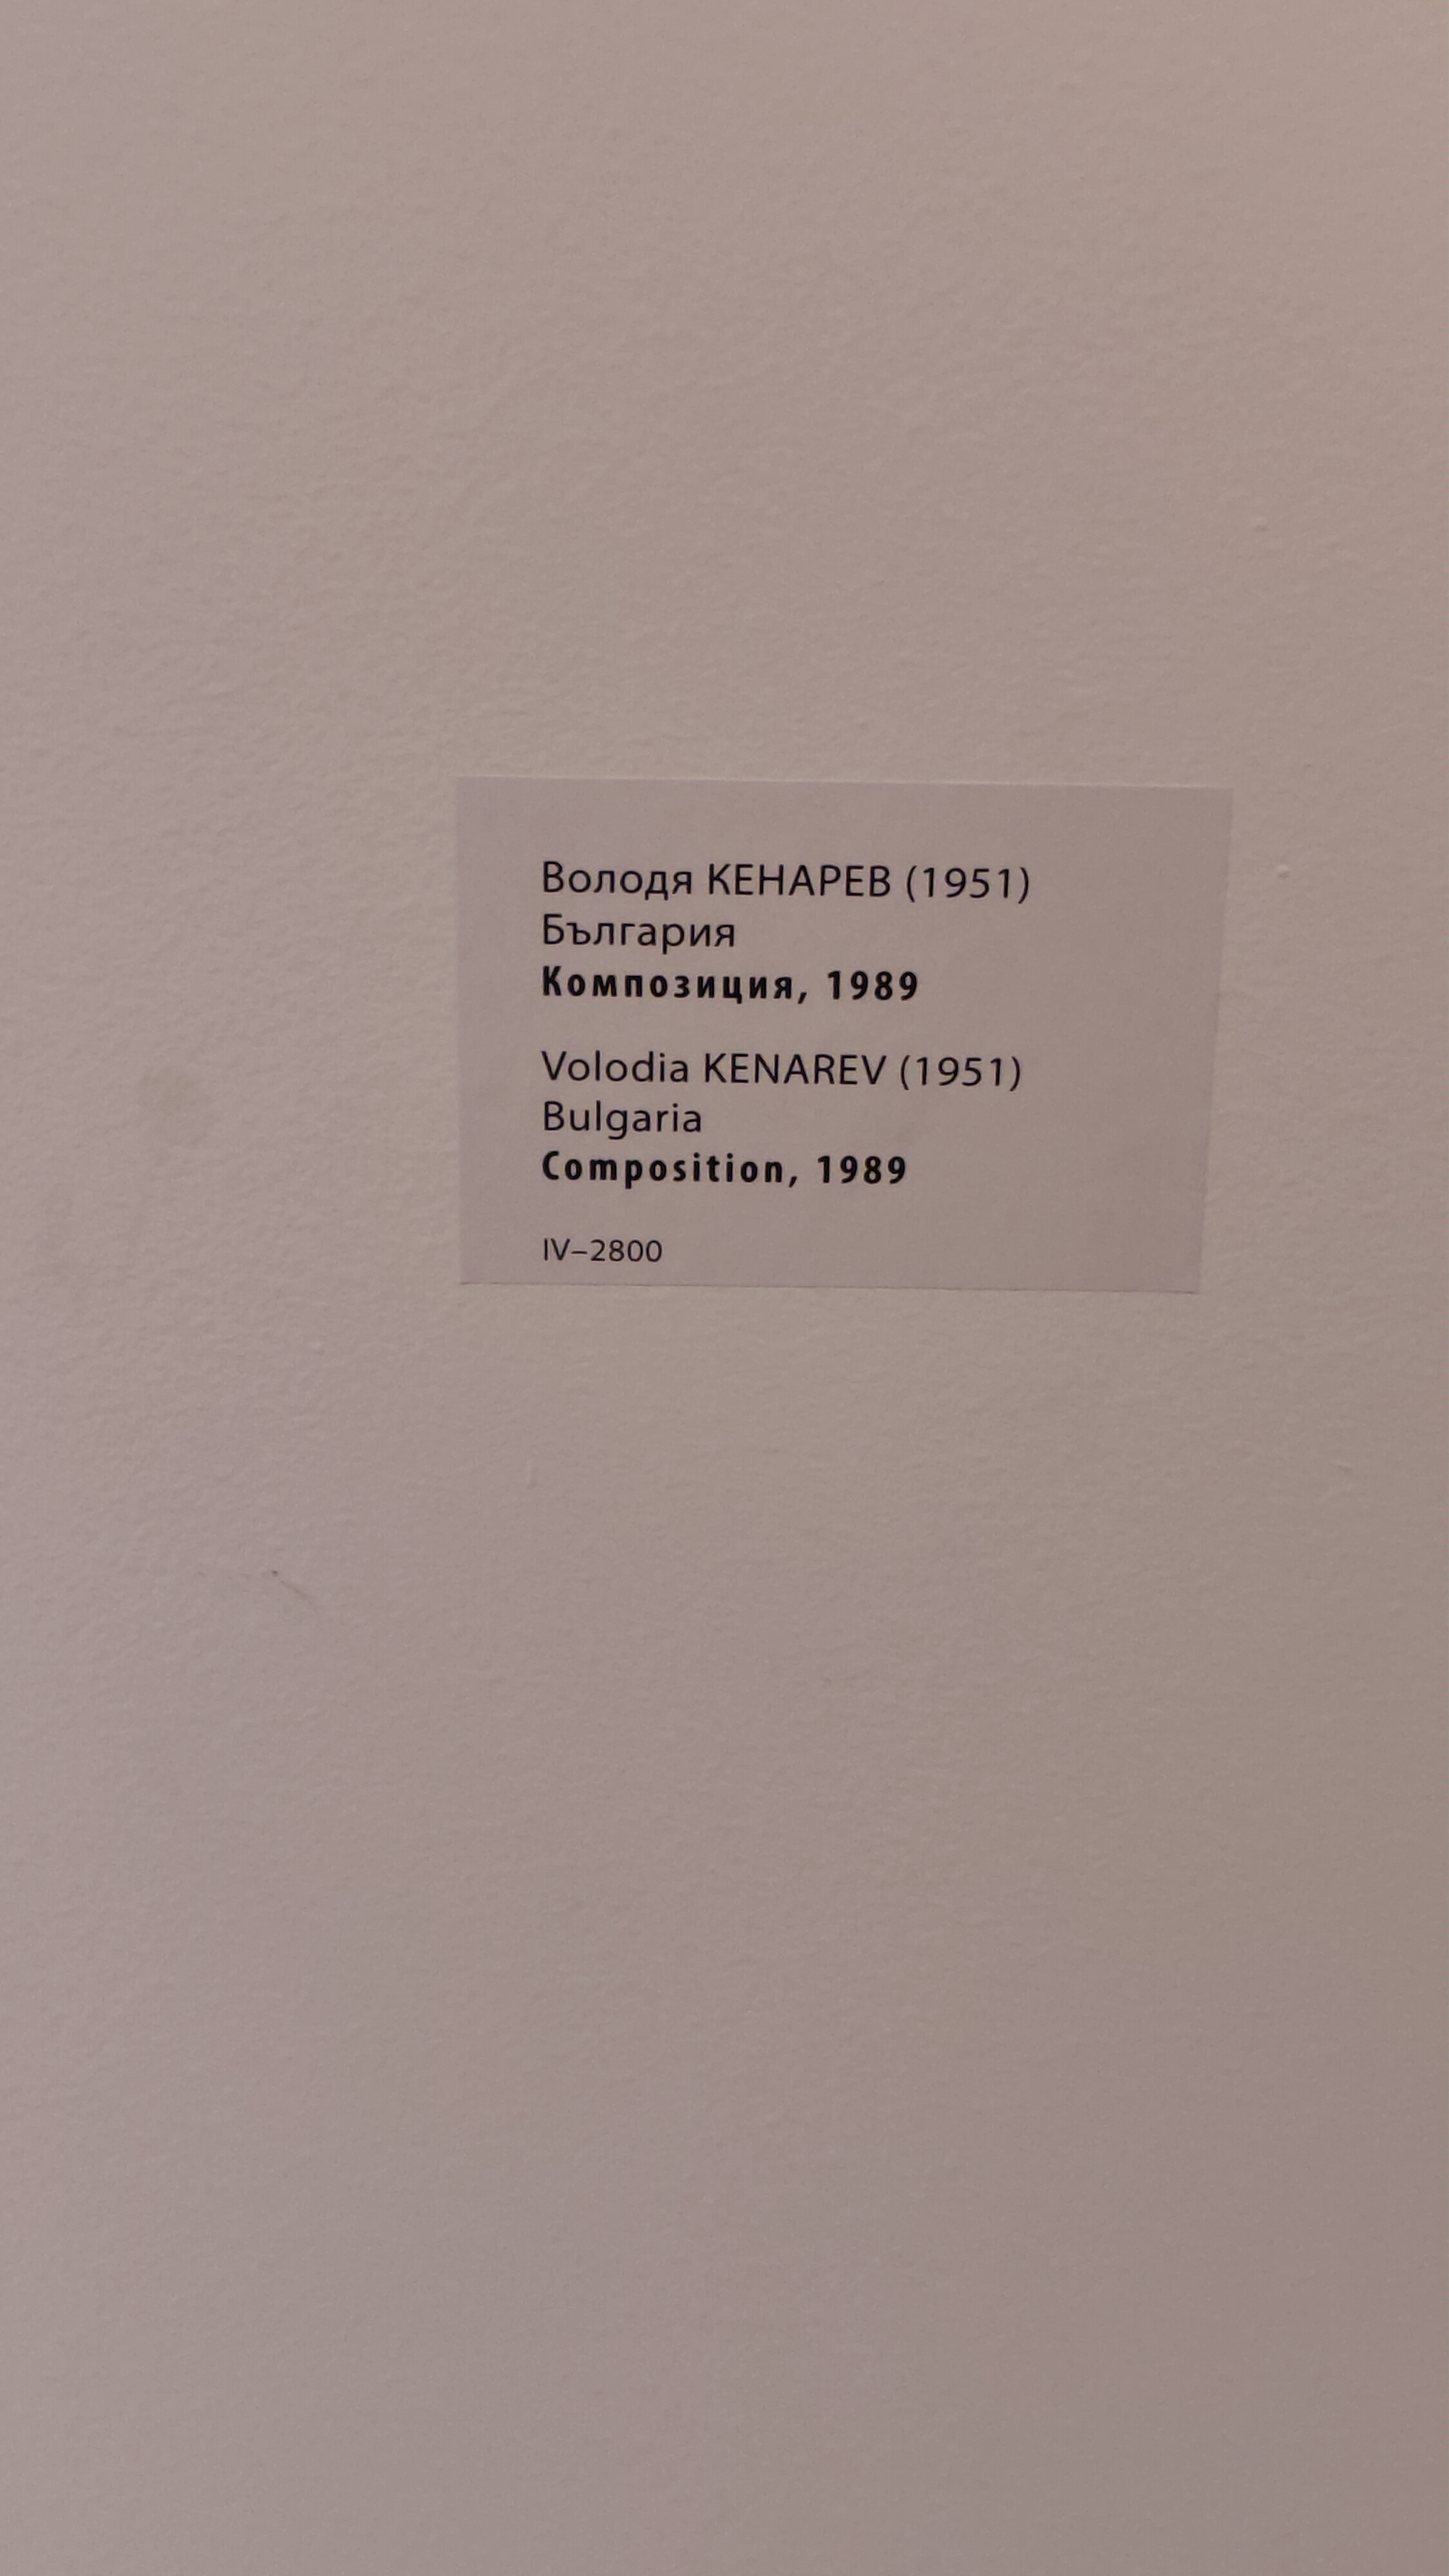 Володя КЕНАРЕВ (1951)
България
Композиция, 1989
Volodia KENAREV (1951)
Bulgaria
Composition, 1989
IV–2800